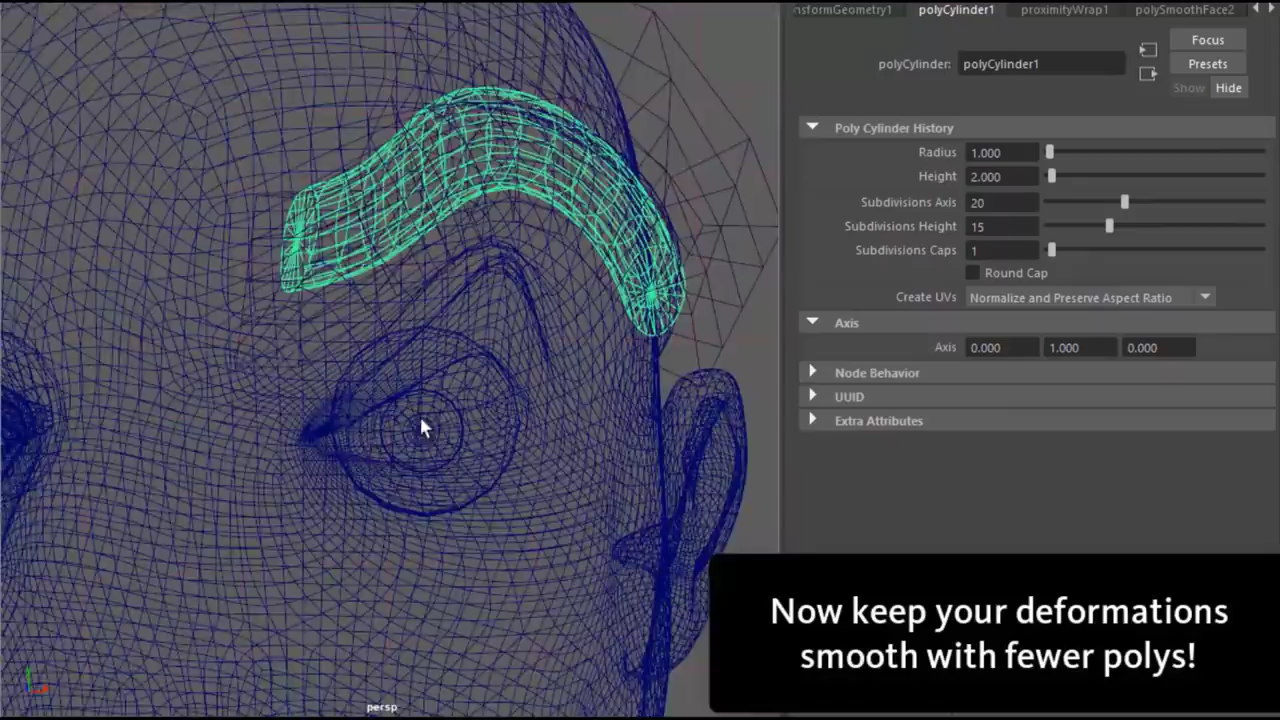 nsformGeometry1 polyCylinder1 proximityWrap1 polySmoothFace2
Focus
polyCylinder: polyCylinder1
Presets
Show Hide
Poly Cylinder History
Radius 1.000
Height 2.000
Subdivisions Axis 20
Subdivisions Height 15
Subdivisions Caps 1
Round Cap
Create UVs Normalize and Preserve Aspect Ratio
Axis
Axis 0.000 1.000 0.000
Node Behavior
UUID
Extra Attributes
Now keep your deformations
smooth with fewer polys!
persp